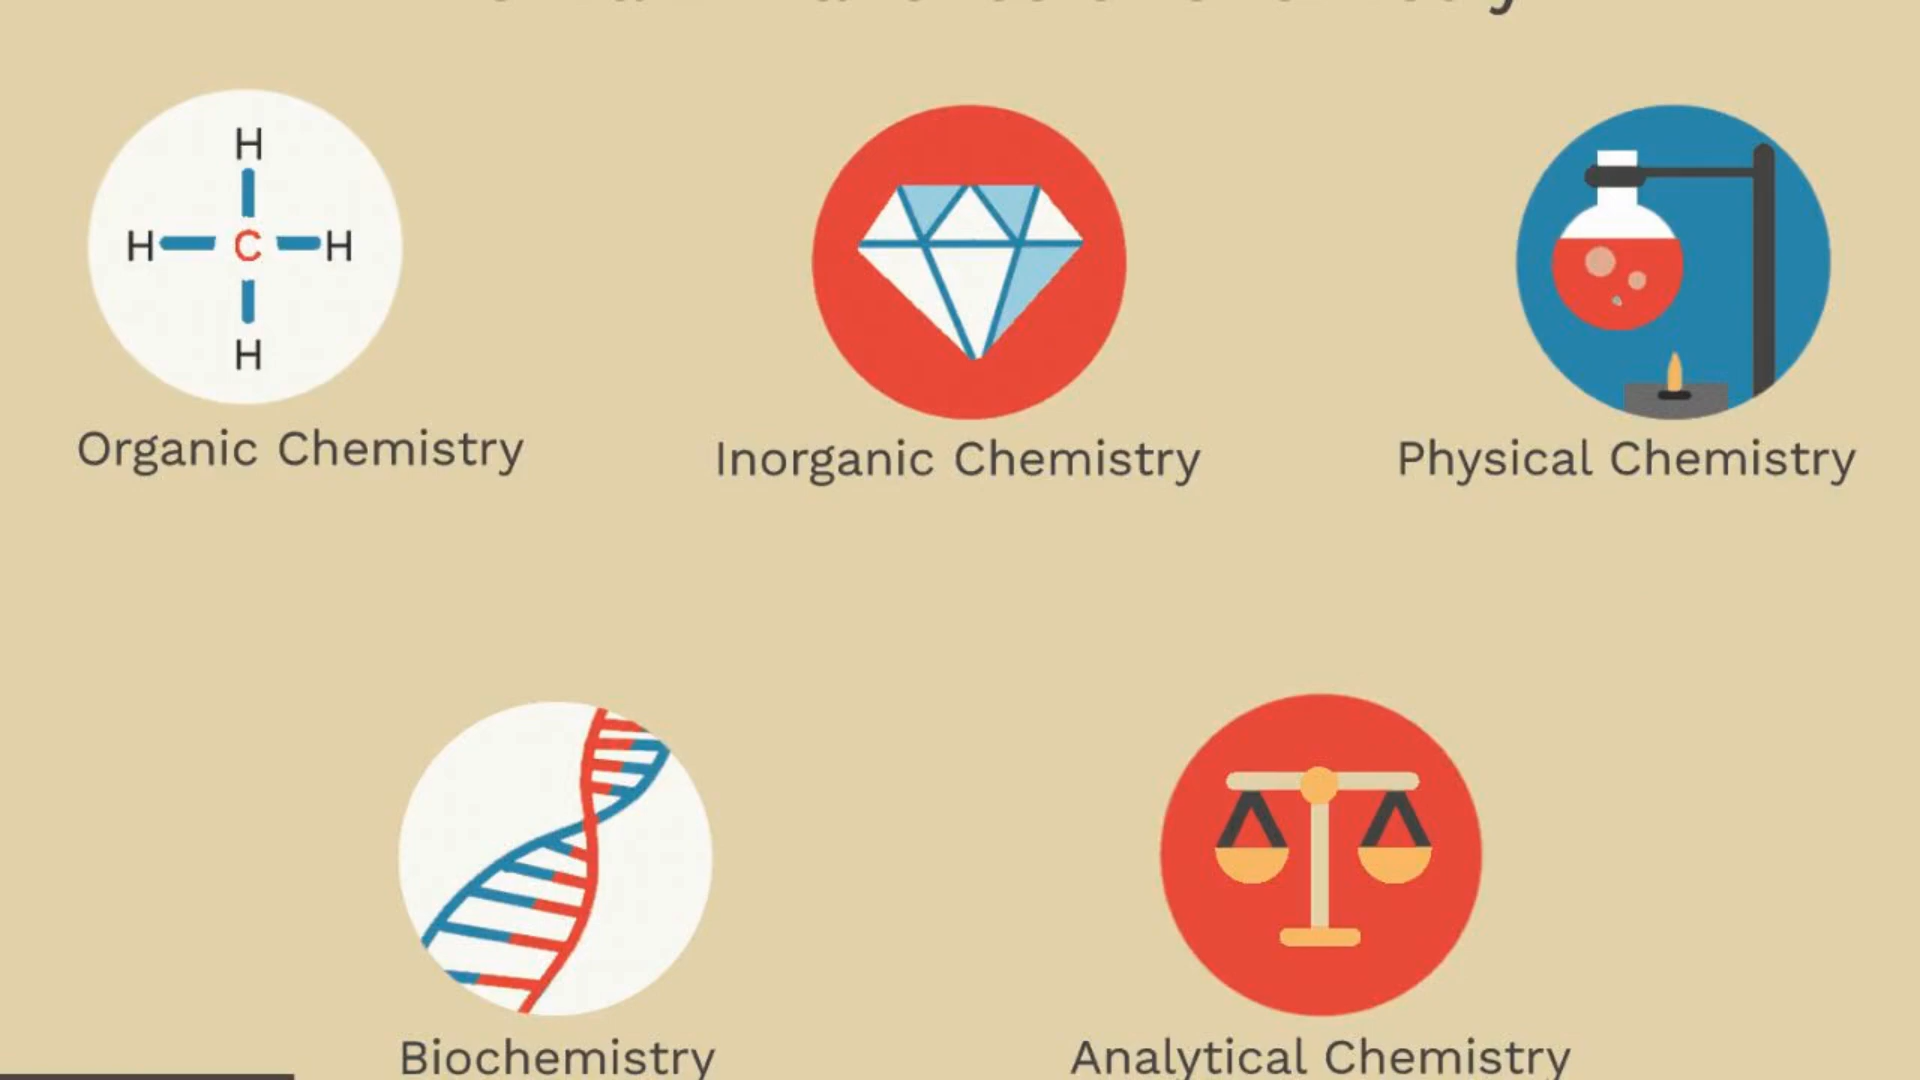 H
H C H
H
Organic Chemistry
Inorganic Chemistry
Physical Chemistry
Biochemistry
Analytical Chemistry